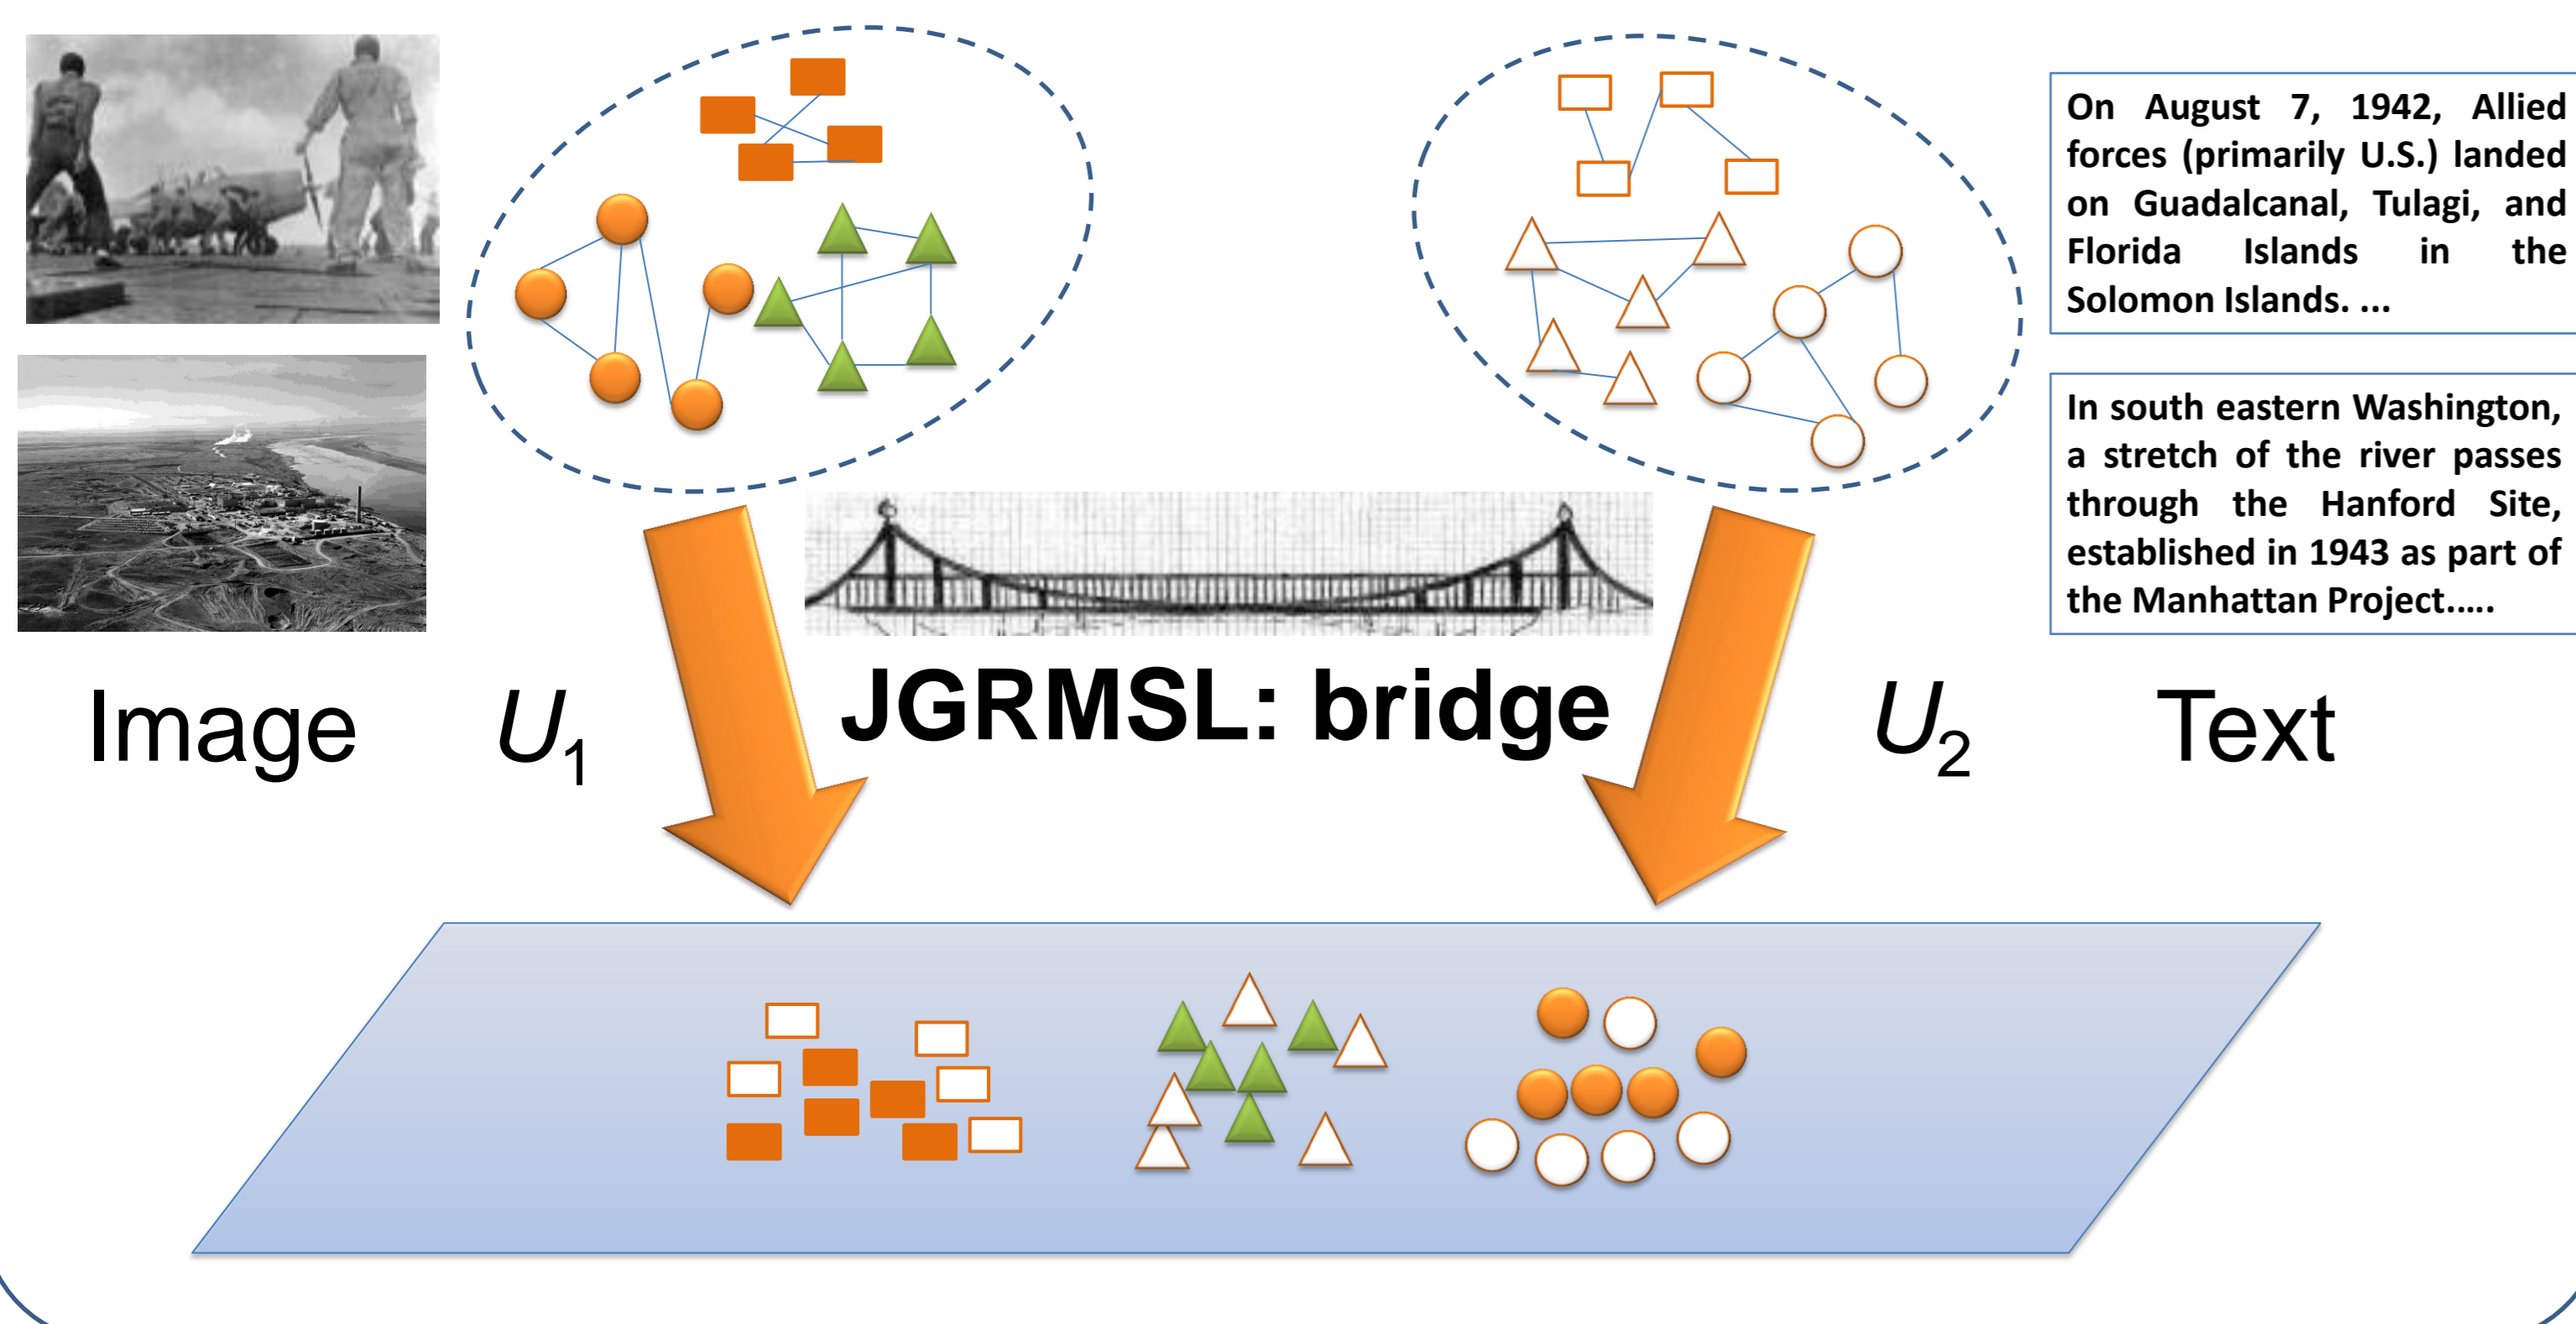 On August 7, 1942, Allied
forces (primarily U.S.) landed
on Guadalcanal, Tulagi, and
Florida Islands in the
Solomon Islands. ...
In south eastern Washington,
a stretch of the river passes
through the Hanford Site,
established in 1943 as part of
the Manhattan Project.....
Image
U1
JGRMSL: bridge
U2
Text